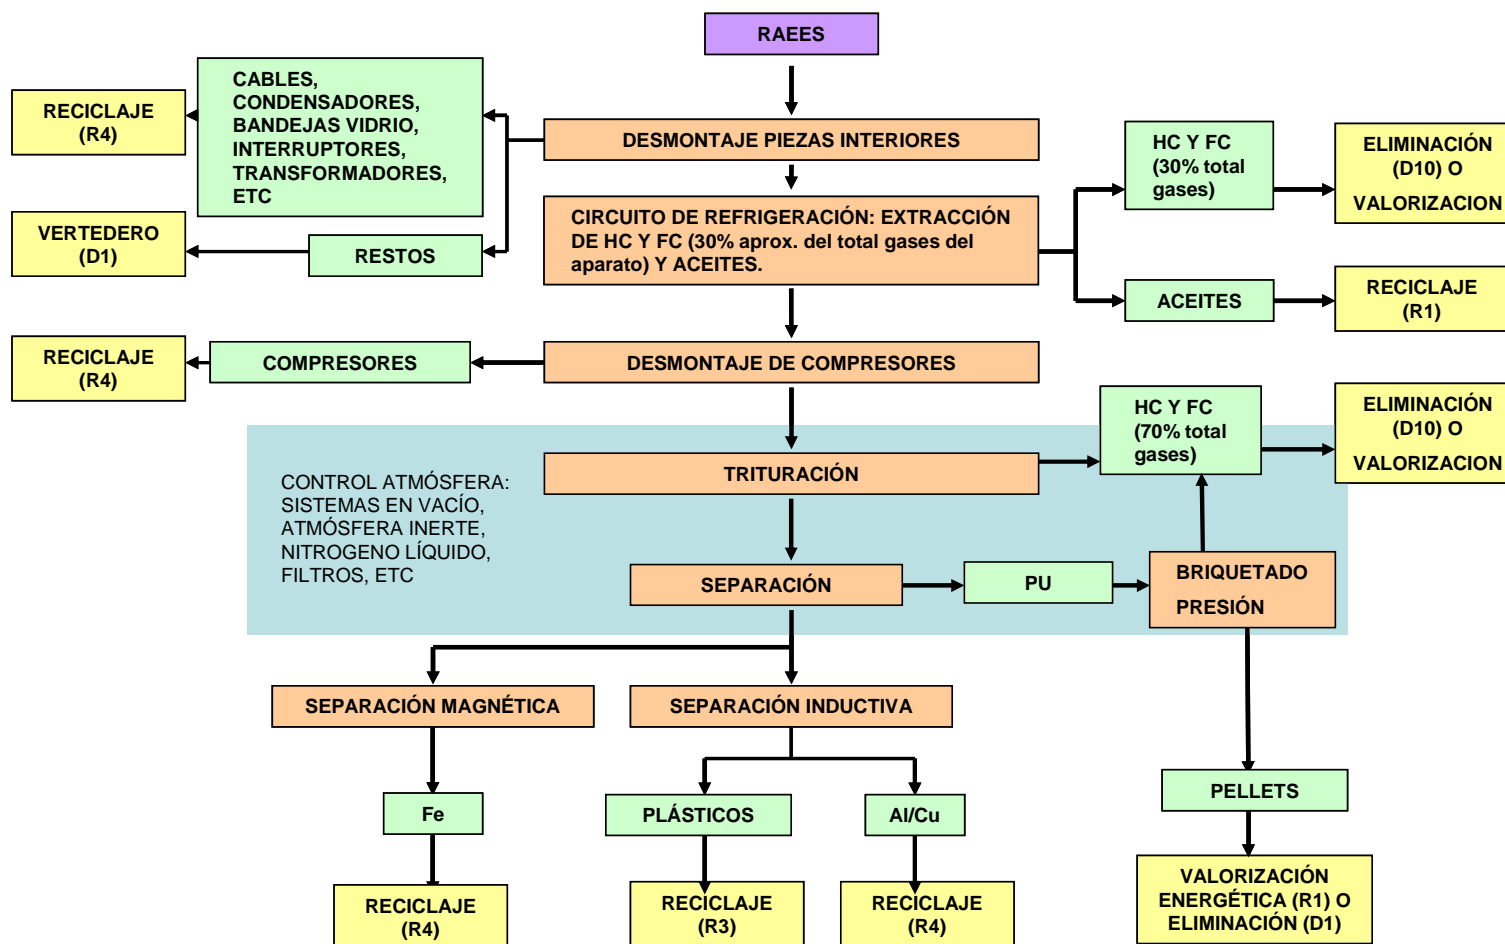 RAEES
CABLES,
CONDENSADORES,
BANDEJAS VIDRIO,
INTERRUPTORES,
TRANSFORMADORES,
ETC
RECICLAJE
(R4)
DESMONTAJE PIEZAS INTERIORES
HC Y FC
(30% total
gases)
ELIMINACIÓN
(D10) O
VALORIZACION
VERTEDERO
(D1)
RESTOS
CIRCUITO DE REFRIGERACIÓN: EXTRACCIÓN
DE HC Y FC (30% aprox. del total gases del
aparato) Y ACEITES.
ACEITES
RECICLAJE
(R1)
RECICLAJE
(R4)
COMPRESORES
DESMONTAJE DE COMPRESORES
HC Y FC
(70% total
gases)
ELIMINACIÓN
(D10) O
VALORIZACION
TRITURACIÓN
CONTROL ATMÓSFERA:
SISTEMAS EN VACÍO,
ATMÓSFERA INERTE,
NITROGENO LÍQUIDO,
FILTROS, ETC
SEPARACIÓN
PU
BRIQUETADO
PRESIÓN
SEPARACIÓN MAGNÉTICA
SEPARACIÓN INDUCTIVA
Fe
PLÁSTICOS
Al/Cu
PELLETS
RECICLAJE
(R4)
RECICLAJE
(R3)
RECICLAJE
(R4)
VALORIZACIÓN
ENERGÉTICA (R1) O
ELIMINACIÓN (D1)